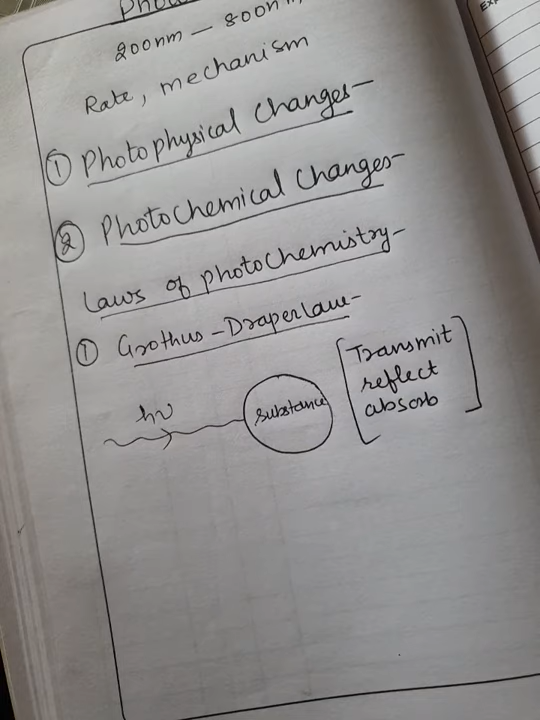 200nm - 800n
Rate, mechanism
① Photophysical Changes-
② Photochemical Changes-
Laws of photochemistry-
① Grothus-Draper law-
hν
substance
Transmit
reflect
absorb